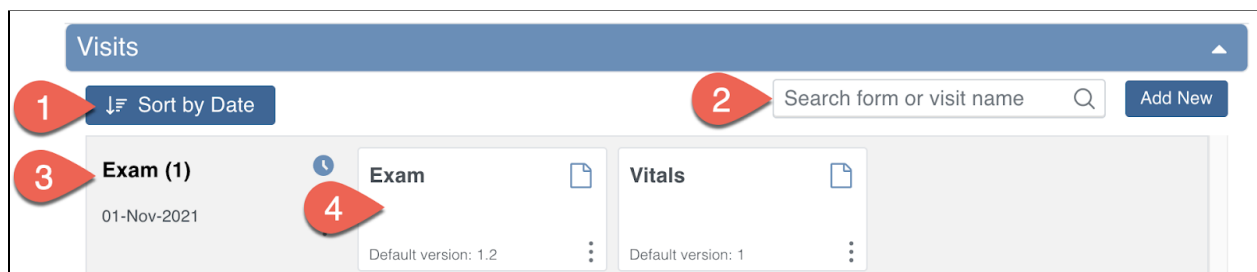 Visits
1
Sort by Date
2
Search form or visit name
Add New
3
Exam (1)
01-Nov-2021
4
Exam
Default version: 1.2
Vitals
Default version: 1